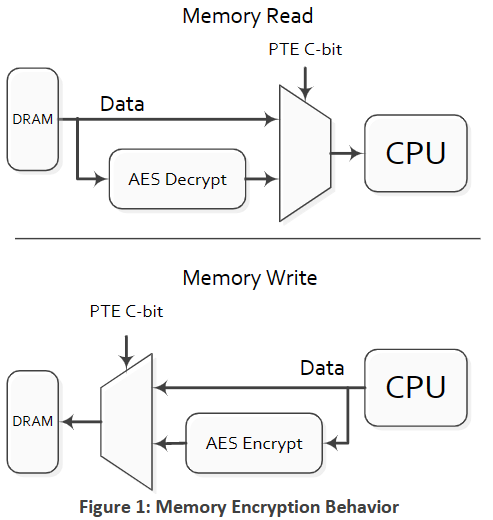 Memory Read
PTE C-bit
DRAM
Data
AES Decrypt
CPU
Memory Write
PTE C-bit
Data
CPU
DRAM
AES Encrypt
Figure 1: Memory Encryption Behavior